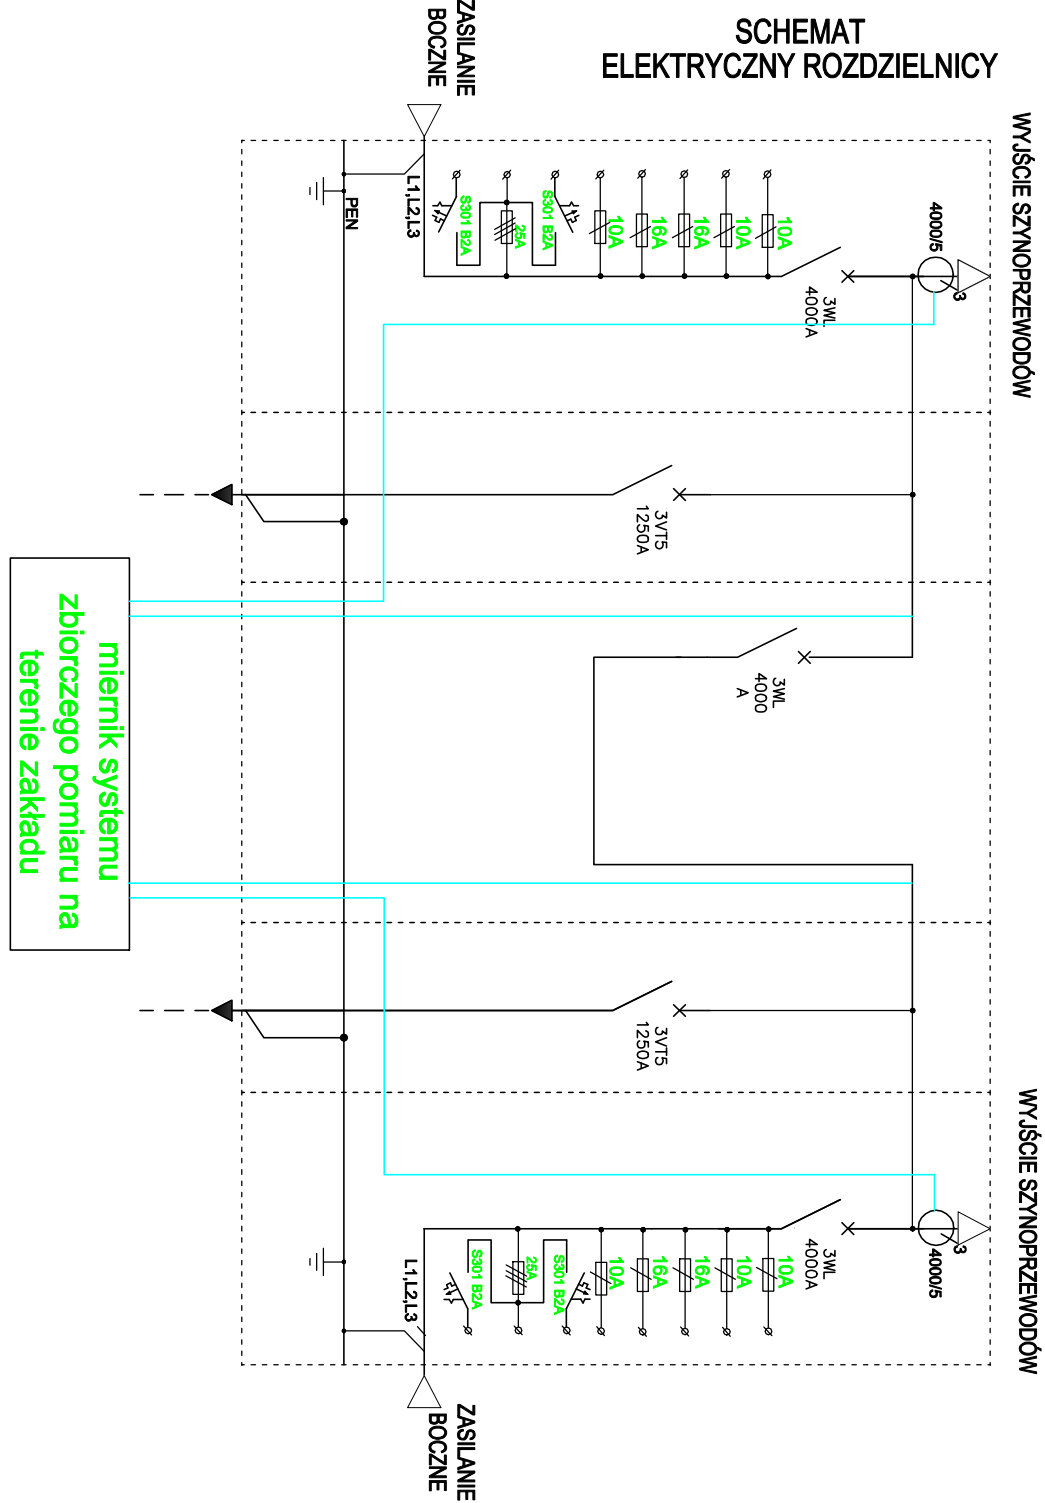 SCHEMAT
ELEKTRYCZNY ROZDZIELNICY
ZASILANIE
BOCZNE
WYJŚCIE SZYNOPRZEWODÓW
4000/5
3
10A
10A
16A
16A
10A
S301 B2A
25A
S301 B2A
L1,L2,L3
PEN
3WL
4000A
3VT5
1250A
3WL
4000
A
miernik systemu
zbiorczego pomiaru na
terenie zakładu
3VT5
1250A
WYJŚCIE SZYNOPRZEWODÓW
3
4000/5
3WL
4000A
10A
10A
16A
16A
10A
S301 B2A
25A
S301 B2A
L1,L2,L3
ZASILANIE
BOCZNE